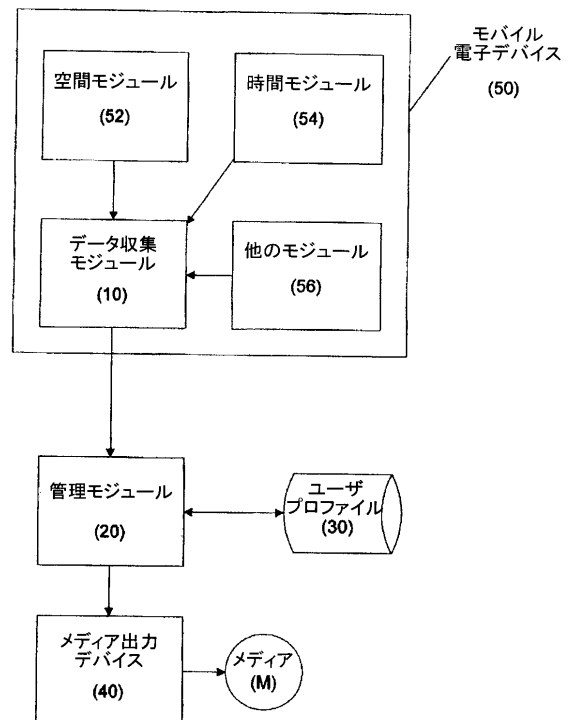 モバイル
電子デバイス
(50)
空間モジュール
(52)
時間モジュール
(54)
データ収集
モジュール
(10)
他のモジュール
(56)
管理モジュール
(20)
ユーザ
プロファイル
(30)
メディア出力
デバイス
(40)
メディア
(M)